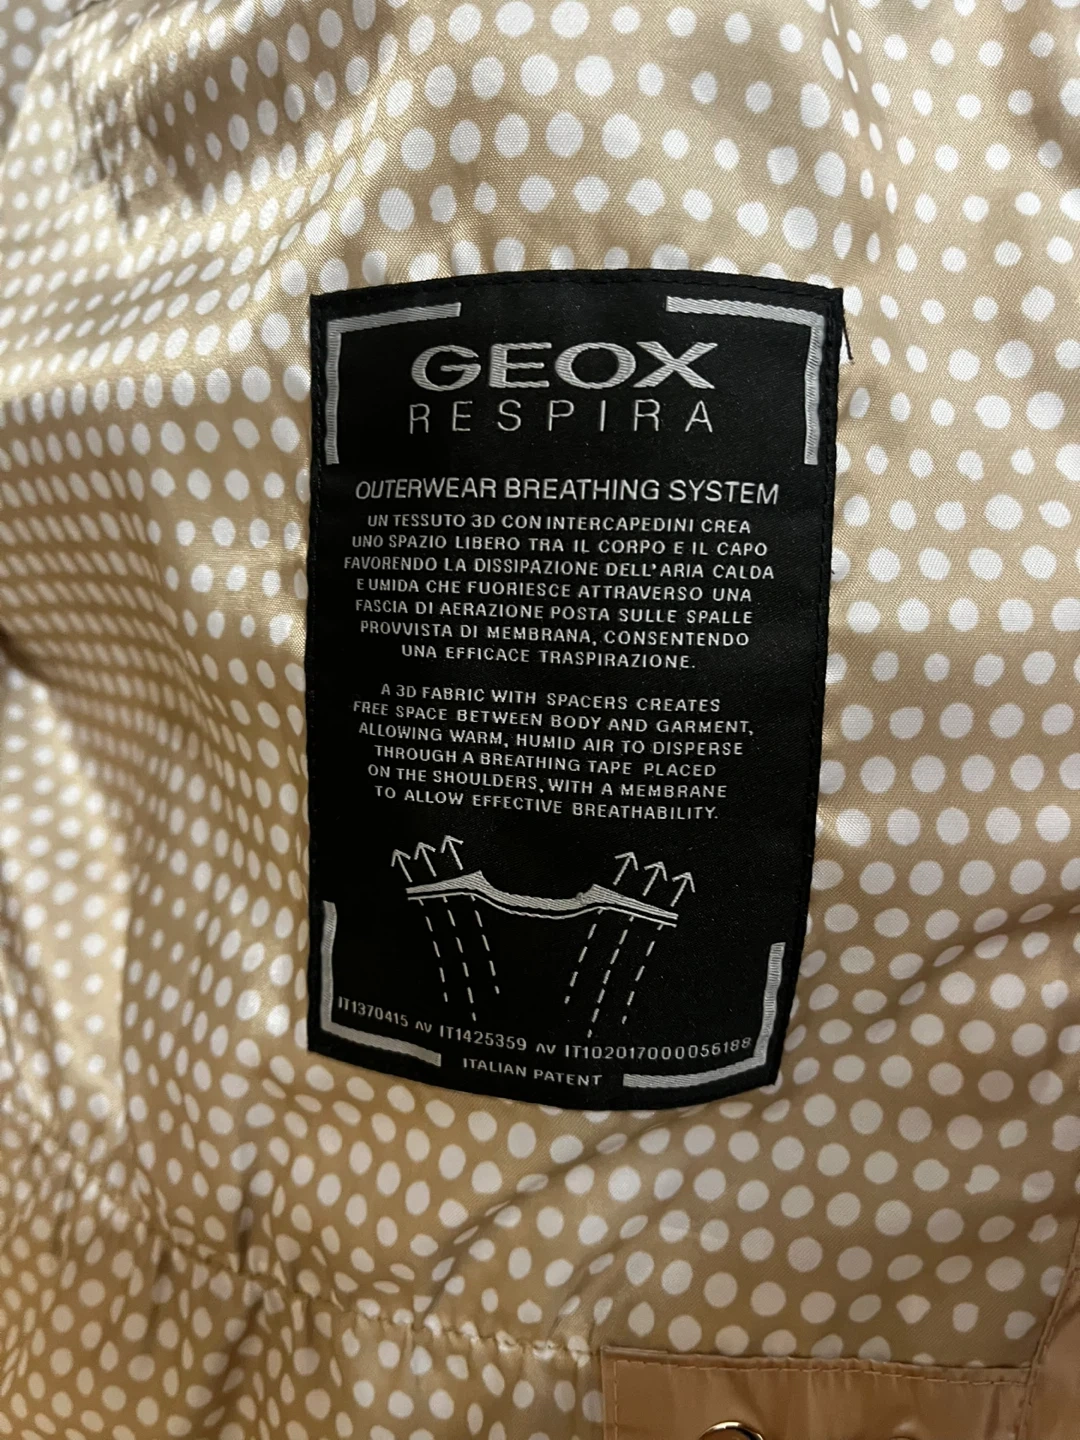 GEOX
RESPIRA
OUTERWEAR BREATHING SYSTEM
UN TESSUTO 3D CON INTERCAPEDINI CREA
UNO SPAZIO LIBERO TRA IL CORPO E IL CAPO
FAVORENDO LA DISSIPAZIONE DELL'ARIA CALDA
E UMIDA CHE FUORIESCE ATTRAVERSO UNA
FASCIA DI AERAZIONE POSTA SULLE SPALLE
PROVVISTA DI MEMBRANA, CONSENTENDO
UNA EFFICACE TRASPIRAZIONE.
A 3D FABRIC WITH SPACERS CREATES
FREE SPACE BETWEEN BODY AND GARMENT,
ALLOWING WARM, HUMID AIR TO DISPERSE
THROUGH A BREATHING TAPE PLACED
ON THE SHOULDERS, WITH A MEMBRANE
TO ALLOW EFFECTIVE BREATHABILITY.
IT1370415 AV IT1425359 AV IT102017000056188
ITALIAN PATENT